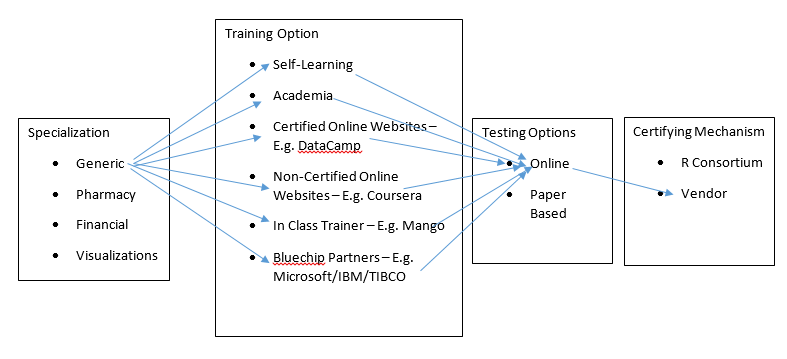 Specialization
Generic
Pharmacy
Financial
Visualizations
Training Option
Self-Learning
Academia
Certified Online Websites –
E.g. DataCamp
Non-Certified Online
Websites – E.g. Coursera
In Class Trainer – E.g. Mango
Bluechip Partners – E.g.
Microsoft/IBM/TIBCO
Testing Options
Online
Paper
Based
Certifying Mechanism
R Consortium
Vendor